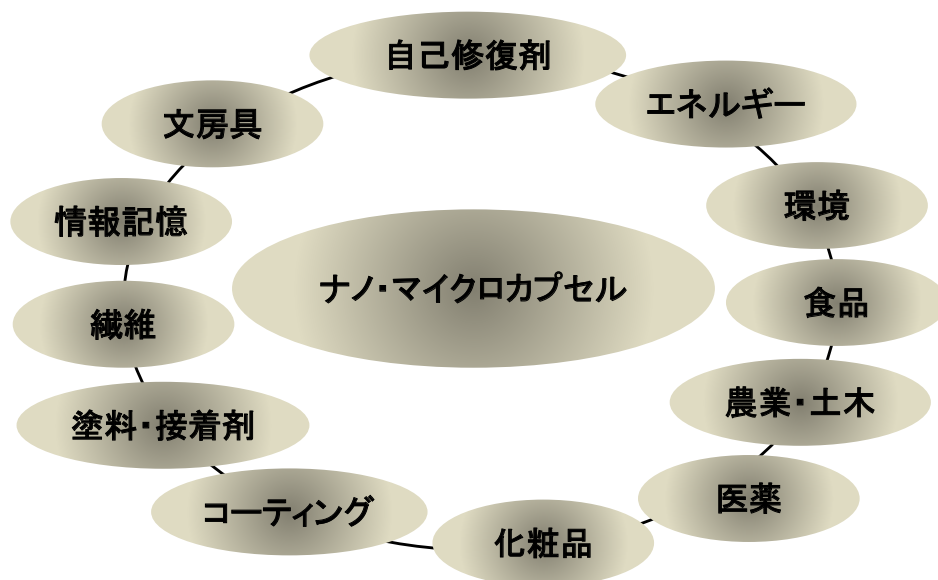 自己修復剤
エネルギー
文房具
環境
情報記憶
ナノ・マイクロカプセル
食品
繊維
農業・土木
塗料・接着剤
医薬
コーティング
化粧品